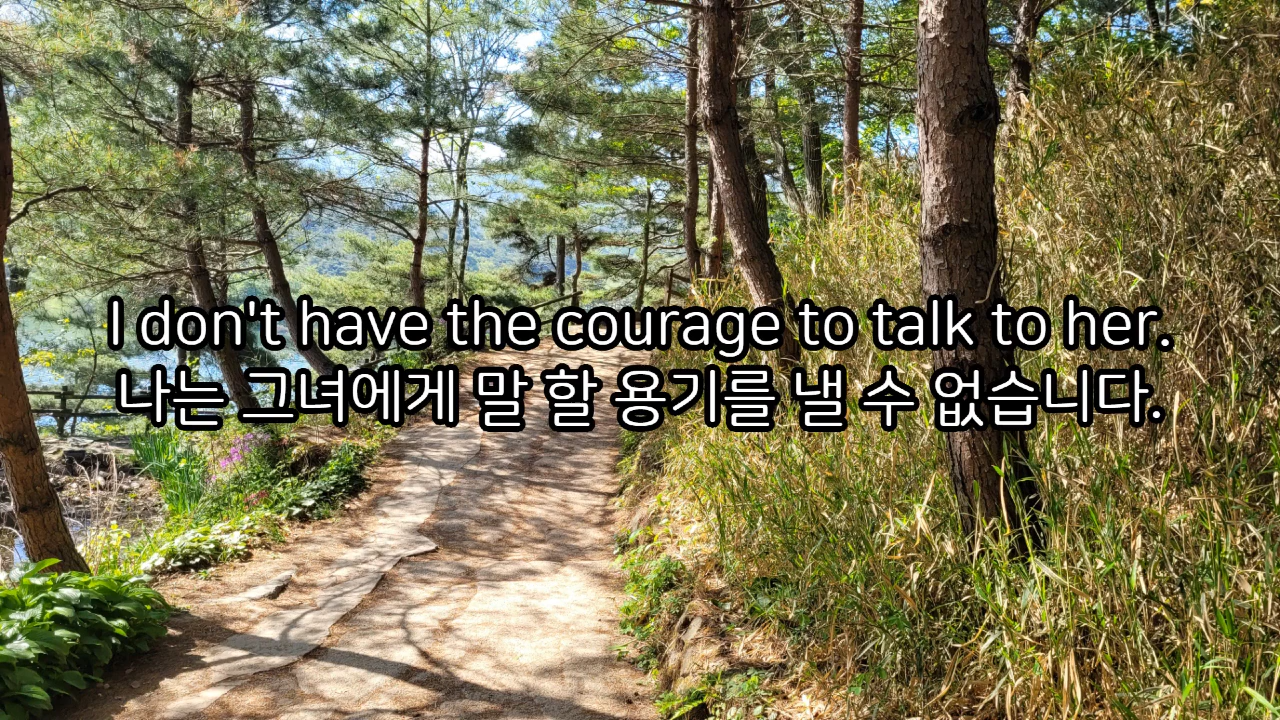 I don't have the courage to talk to her.
나는 그녀에게 말 할 용기를 낼 수 없습니다.